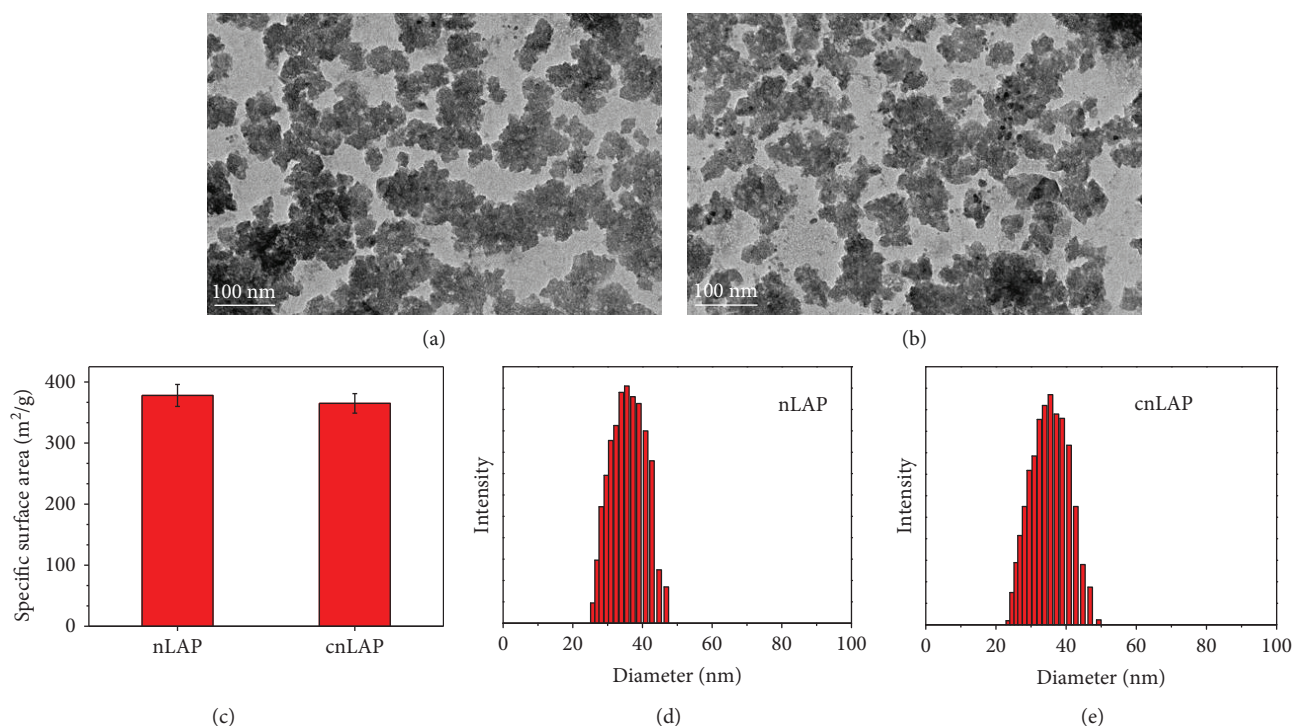 100 nm
100 nm
(a)
(b)
Specific surface area (m²/g)
400
300
200
100
0
nLAP
cnLAP
(c)
Intensity
nLAP
0
20
40
60
80
100
Diameter (nm)
(d)
Intensity
cnLAP
0
20
40
60
80
100
Diameter (nm)
(e)